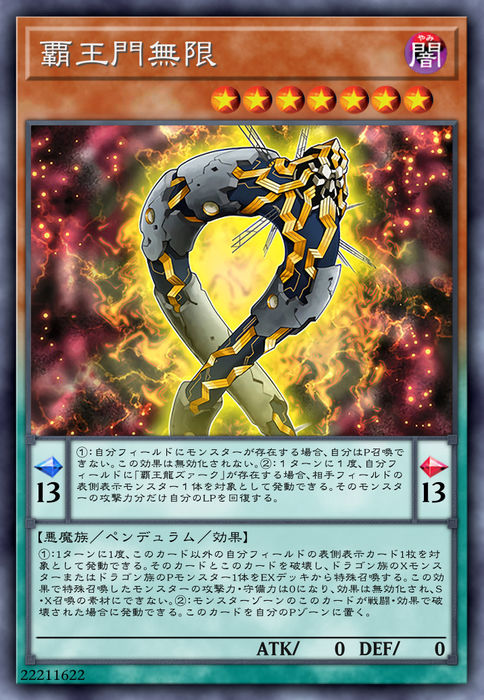 覇王門無限
やみ
闇
①:自分フィールドにモンスターが存在する場合、自分はP召喚で
きない。この効果は無効化されない。②:1ターンに1度、自分フィ
ールドに「覇王龍ズァーク」が存在する場合、相手フィールドの
表側表示モンスター1体を対象として発動できる。そのモンスタ
ーの攻撃力分だけ自分のLPを回復する。
13
13
【悪魔族/ペンデュラム/効果】
①:1ターンに1度、このカード以外の自分フィールドの表側表示カード1枚を対
象として発動できる。そのカードとこのカードを破壊し、ドラゴン族のXモンス
ターまたはドラゴン族のPモンスター1体をEXデッキから特殊召喚する。この効
果で特殊召喚したモンスターの攻撃力・守備力は0になり、効果は無効化され、S
・X召喚の素材にできない。②:モンスターゾーンのこのカードが戦闘・効果で破
壊された場合に発動できる。このカードを自分のPゾーンに置く。
ATK/ 0 DEF/ 0
22211622